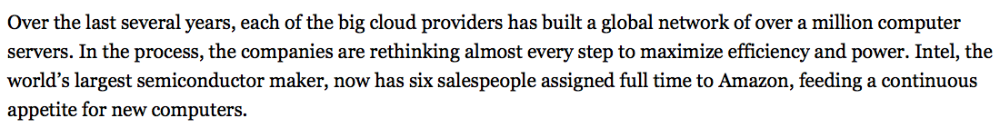 Over the last several years, each of the big cloud providers has built a global network of over a million computer
servers. In the process, the companies are rethinking almost every step to maximize efficiency and power. Intel, the
world’s largest semiconductor maker, now has six salespeople assigned full time to Amazon, feeding a continuous
appetite for new computers.